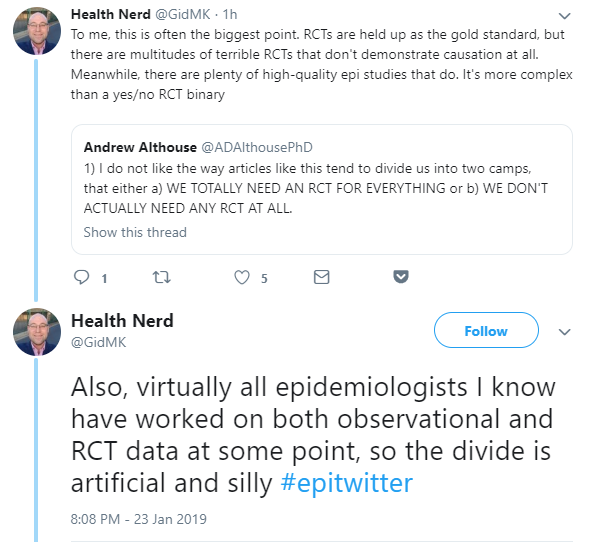 Health Nerd @GidMK · 1h
To me, this is often the biggest point. RCTs are held up as the gold standard, but
there are multitudes of terrible RCTs that don't demonstrate causation at all.
Meanwhile, there are plenty of high-quality epi studies that do. It's more complex
than a yes/no RCT binary
Andrew Althouse @ADAlthousePhD
1) I do not like the way articles like this tend to divide us into two camps,
that either a) WE TOTALLY NEED AN RCT FOR EVERYTHING or b) WE DON'T
ACTUALLY NEED ANY RCT AT ALL.
Show this thread
1 5
Health Nerd
@GidMK
Follow
Also, virtually all epidemiologists I know
have worked on both observational and
RCT data at some point, so the divide is
artificial and silly #epitwitter
8:08 PM - 23 Jan 2019